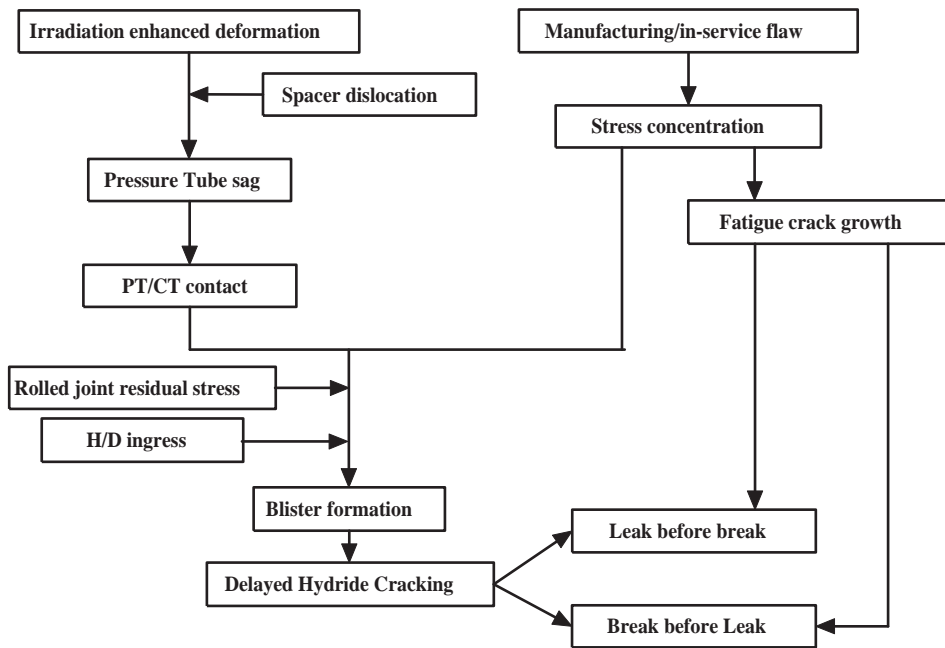 Irradiation enhanced deformation
Manufacturing/in-service flaw
Spacer dislocation
Stress concentration
Pressure Tube sag
Fatigue crack growth
PT/CT contact
Rolled joint residual stress
H/D ingress
Blister formation
Leak before break
Delayed Hydride Cracking
Break before Leak